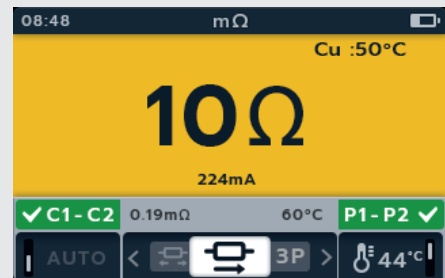 08:48 mΩ
Cu :50°C
10Ω
224mA
C1-C2 0.19mΩ 60°C P1-P2
AUTO < 3P > 44°C